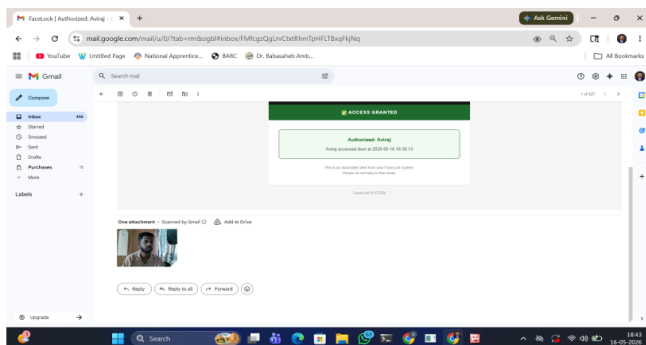 FaceLock | Authorized: Aviraj -
Ask Gemini
mail.google.com/mail/u/0/?tab=rm&ogbl#inbox/
YouTube
Untitled Page
National Apprentice...
BARC
Dr. Babasaheb Amb...
All Bookmarks
Gmail
Search mail
Compose
Inbox
Starred
Snoozed
Sent
Drafts
Purchases
More
Labels
Upgrade
1 of 537
ACCESS GRANTED
Authorized: Aviraj
Aviraj accessed door at 2026-05-16 18:36:13
This is an automated alert from your FaceLock system.
Please do not reply to this email.
FaceLock SYSTEM
One attachment • Scanned by Gmail
Add to Drive
Reply
Reply to all
Forward
Search
18:43
16-05-2026